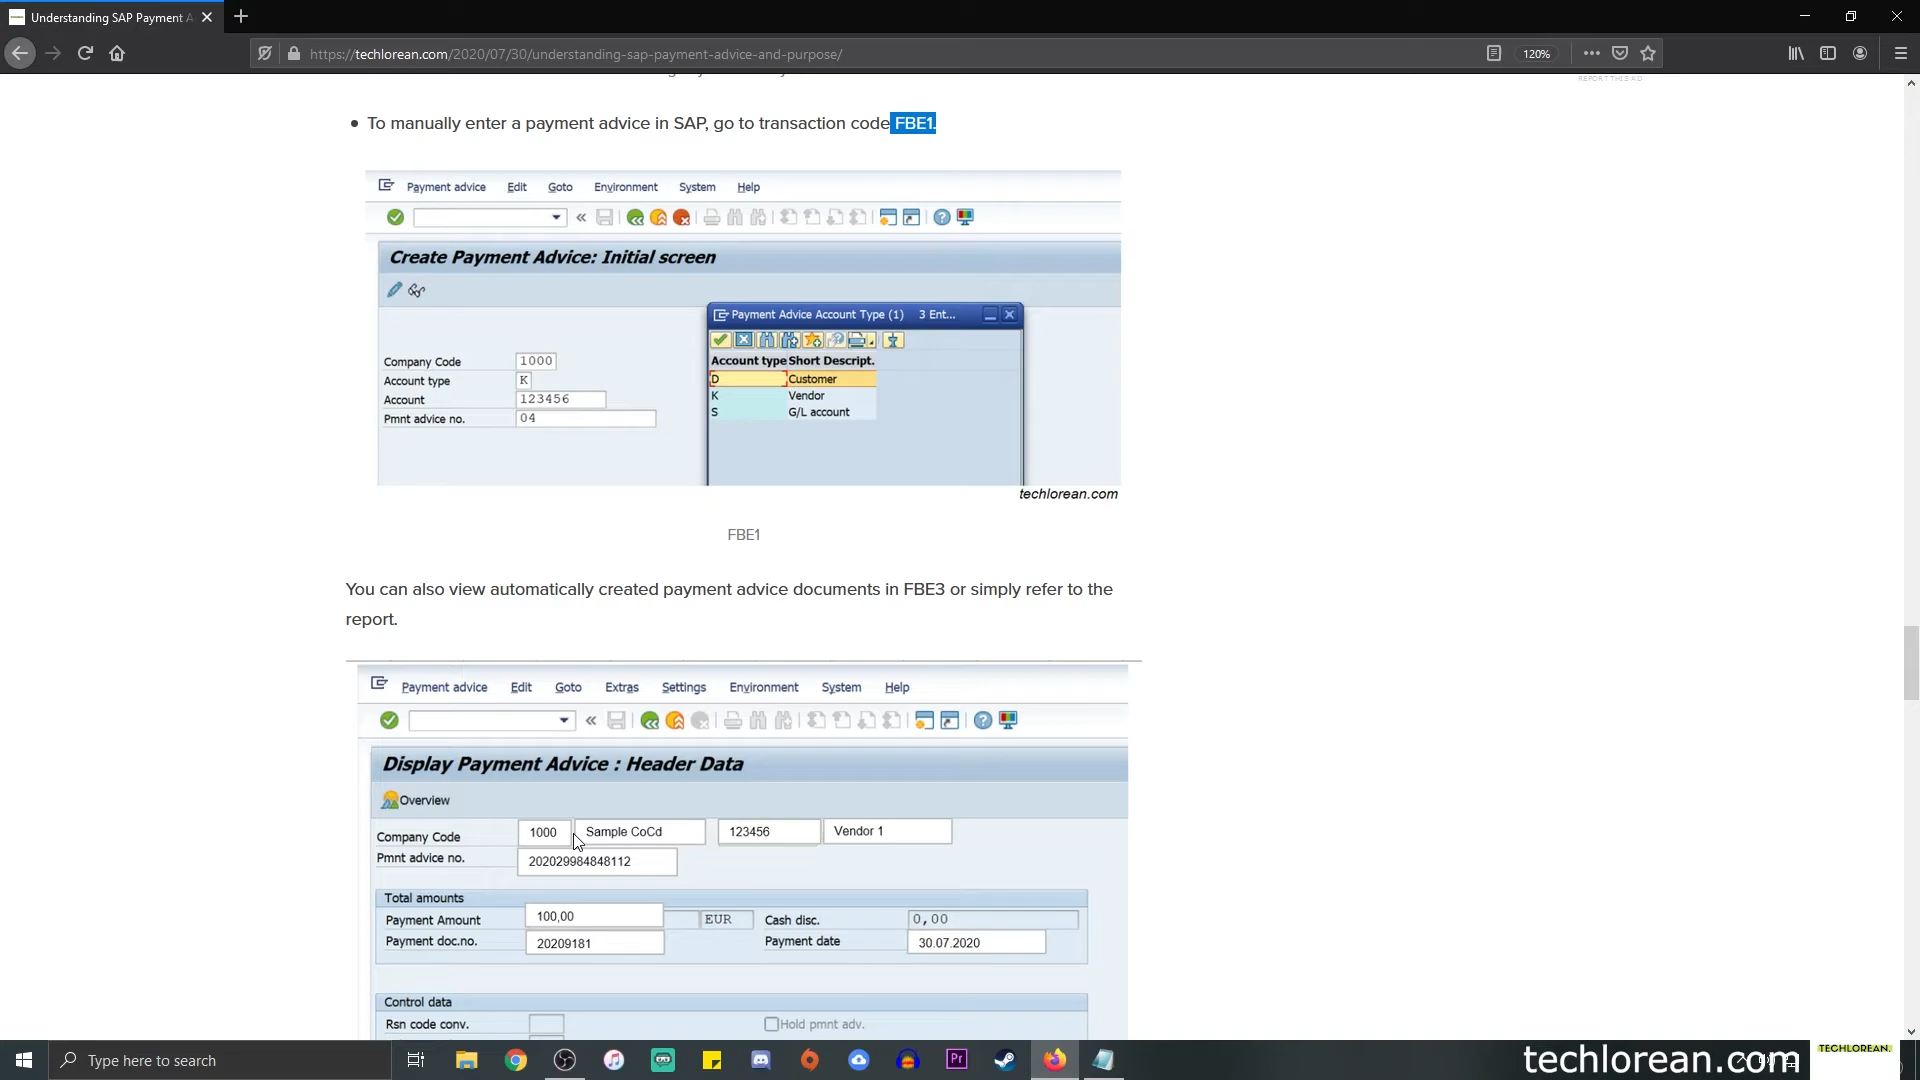 Understanding SAP Payment A
https://techlorean.com/2020/07/30/understanding-sap-payment-advice-and-purpose/
120%
REPORT THIS AD
To manually enter a payment advice in SAP, go to transaction code FBE1.
Payment advice Edit Goto Environment System Help
Create Payment Advice: Initial screen
Payment Advice Account Type (1) 3 Ent...
Account type Short Descript.
D Customer
K Vendor
S G/L account
Company Code 1000
Account type K
Account 123456
Pmnt advice no. 04
techlorean.com
FBE1
You can also view automatically created payment advice documents in FBE3 or simply refer to the
report.
Payment advice Edit Goto Extras Settings Environment System Help
Display Payment Advice : Header Data
Overview
Company Code 1000 Sample CoCd 123456 Vendor 1
Pmnt advice no. 202029984848112
Total amounts
Payment Amount 100,00 EUR Cash disc. 0,00
Payment doc.no. 20209181 Payment date 30.07.2020
Control data
Rsn code conv. Hold pmnt adv.
Type here to search
Pr
techlorean.com
TECHLOREAN.